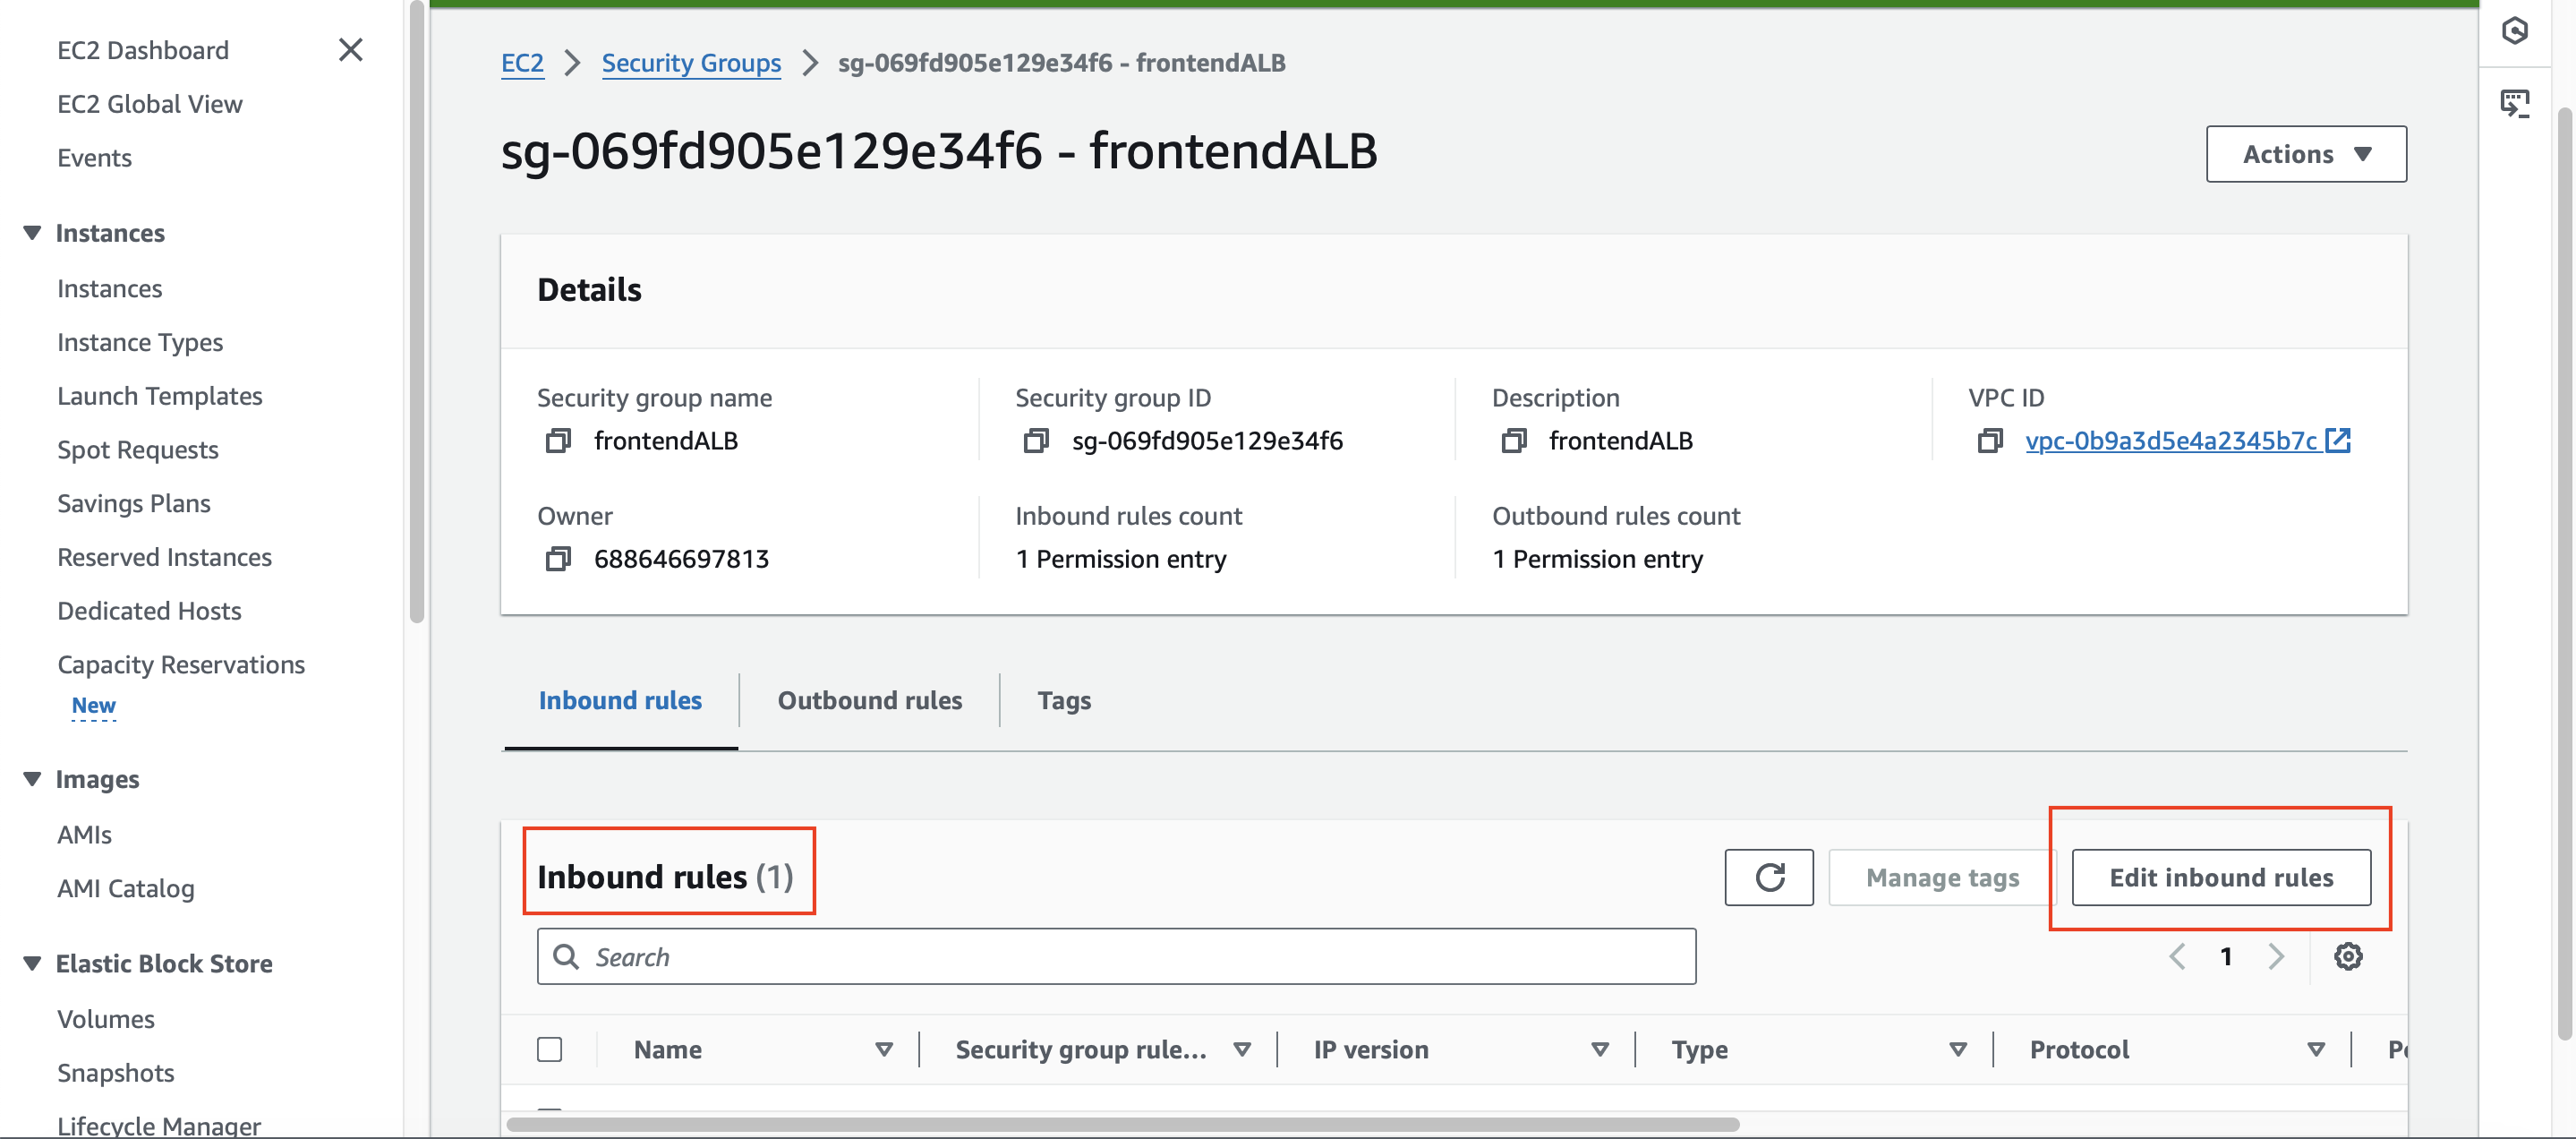 EC2 Dashboard
EC2 Global View
Events
Instances
Instances
Instance Types
Launch Templates
Spot Requests
Savings Plans
Reserved Instances
Dedicated Hosts
Capacity Reservations
New
Images
AMIs
AMI Catalog
Elastic Block Store
Volumes
Snapshots
Lifecycle Manager
EC2 Security Groups sg-069fd905e129e34f6 - frontendALB
sg-069fd905e129e34f6 - frontendALB
Actions
Details
Security group name
frontendALB
Security group ID
sg-069fd905e129e34f6
Description
frontendALB
VPC ID
vpc-0b9a3d5e4a2345b7c
Owner
688646697813
Inbound rules count
1 Permission entry
Outbound rules count
1 Permission entry
Inbound rules Outbound rules Tags
Inbound rules (1)
Manage tags Edit inbound rules
Search
1
Name Security group rule... IP version Type Protocol